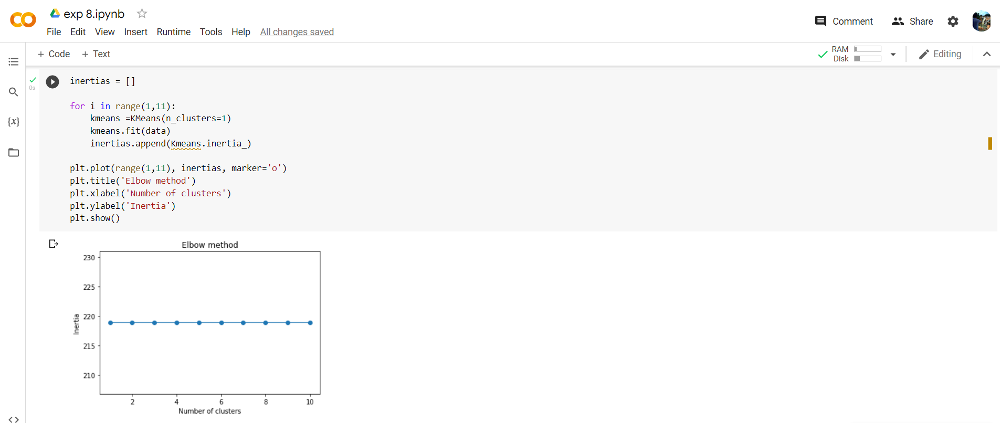 exp 8.ipynb
File Edit View Insert Runtime Tools Help All changes saved
Comment Share
+ Code + Text
RAM
Disk
Editing
0s
{x}
inertias = []
for i in range(1,11):
    kmeans =KMeans(n_clusters=1)
    kmeans.fit(data)
    inertias.append(Kmeans.inertia_)
plt.plot(range(1,11), inertias, marker='o')
plt.title('Elbow method')
plt.xlabel('Number of clusters')
plt.ylabel('Inertia')
plt.show()
Elbow method
230
225
220
215
210
Inertia
2 4 6 8 10
Number of clusters